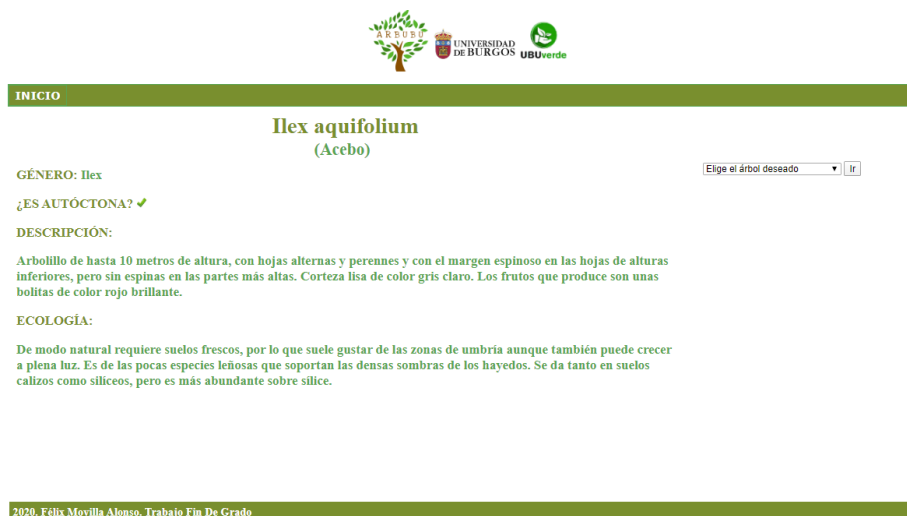 ARBUBU
UNIVERSIDAD
DE BURGOS
UBUverde
INICIO
Ilex aquifolium
(Acebo)
Elige el árbol deseado
Ir
GÉNERO: Ilex
¿ES AUTÓCTONA?
DESCRIPCIÓN:
Arbolillo de hasta 10 metros de altura, con hojas alternas y perennes y con el margen espinoso en las hojas de alturas
inferiores, pero sin espinas en las partes más altas. Corteza lisa de color gris claro. Los frutos que produce son unas
bolitas de color rojo brillante.
ECOLOGÍA:
De modo natural requiere suelos frescos, por lo que suele gustar de las zonas de umbría aunque también puede crecer
a plena luz. Es de las pocas especies leñosas que soportan las densas sombras de los hayedos. Se da tanto en suelos
calizos como silíceos, pero es más abundante sobre sílice.
2020. Félix Movilla Alonso. Trabajo Fin De Grado